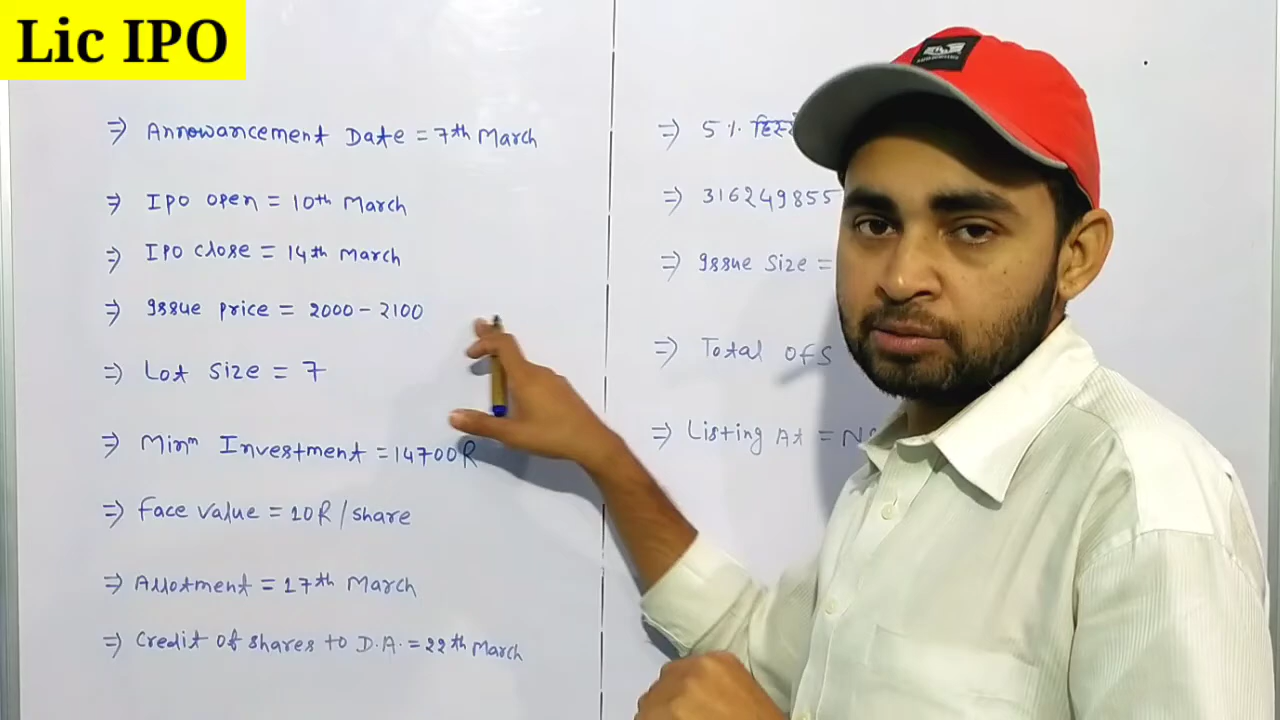 Lic IPO
⇒ Annowancement Date = 7th March
⇒ Ipo open = 10th March
⇒ Ipo close = 14th March
⇒ Issue price = 2000 - 2100
⇒ Lot size = 7
⇒ Minᵐ Investment = 14700R
⇒ Face value = 10R / share
⇒ Allotment = 17th March
⇒ Credit of shares to D.A. = 22th March
⇒ 5 %
⇒ 316249855
⇒ Issue size =
⇒ Total Of S
⇒ Listing At =